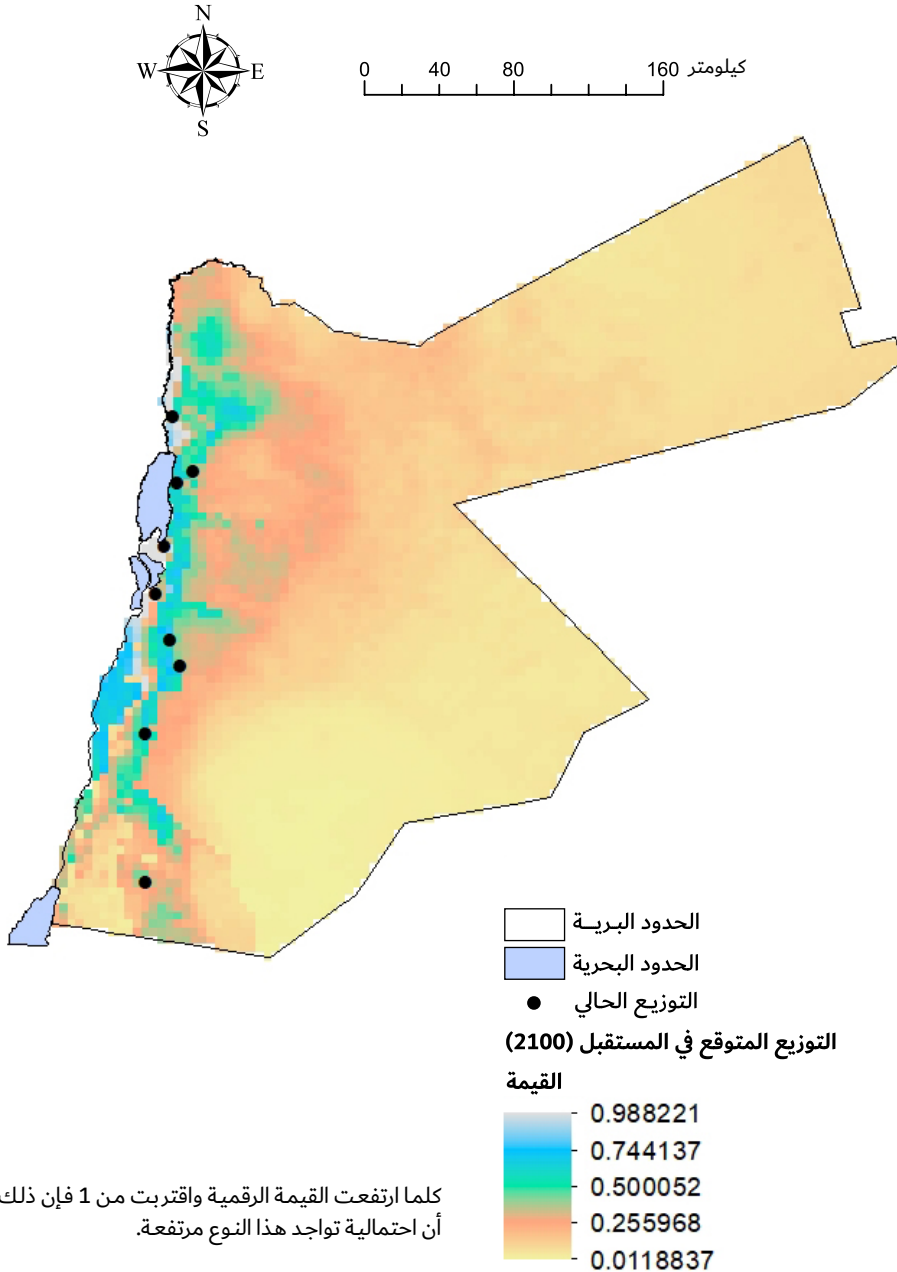 N
W E
S
0 40 80 160 كيلومتر
الحدود البريــة
الحدود البحرية
التوزيع الحالي
التوزيع المتوقع في المستقبل (2100)
القيمة
0.988221
0.744137
0.500052
0.255968
0.0118837
كلما ارتفعت القيمة الرقمية واقتربت من 1 فإن ذلك
أن احتمالية تواجد هذا النوع مرتفعة.